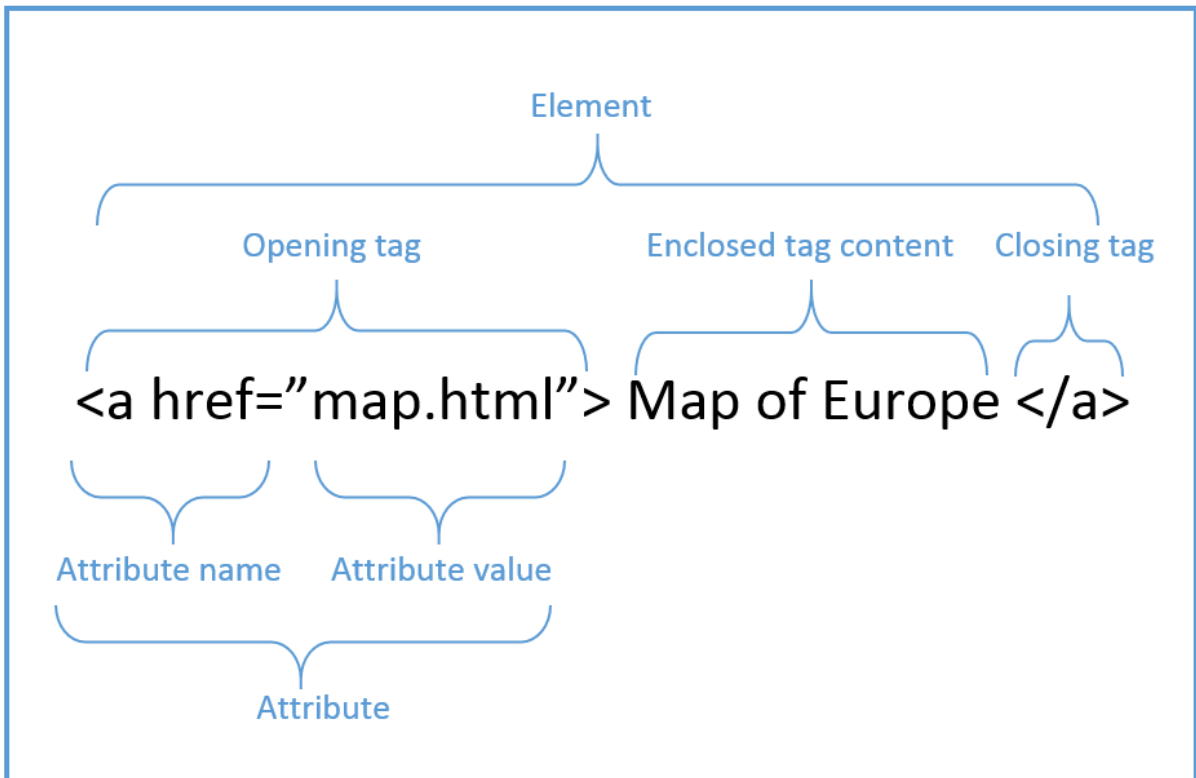 Element
Opening tag Enclosed tag content Closing tag
<a href=”map.html”> Map of Europe </a>
Attribute name Attribute value
Attribute